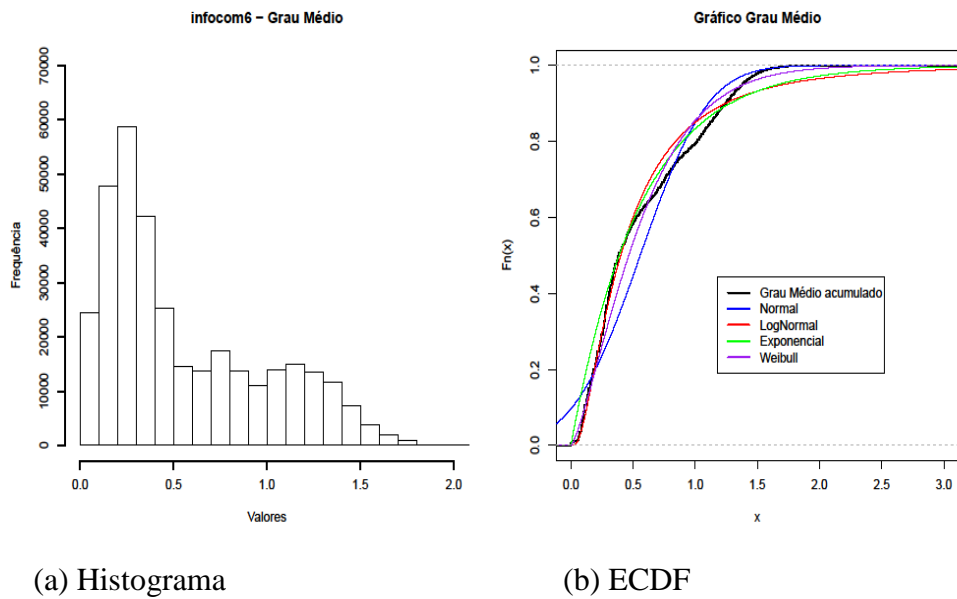 infocom6 − Grau Médio
Frequência
70000
60000
50000
40000
30000
20000
10000
0
0.0 0.5 1.0 1.5 2.0
Valores
(a) Histograma
Gráfico Grau Médio
Fn(x)
1.0
0.8
0.6
0.4
0.2
0.0
Grau Médio acumulado
Normal
LogNormal
Exponencial
Weibull
0.0 0.5 1.0 1.5 2.0 2.5 3.0
x
(b) ECDF